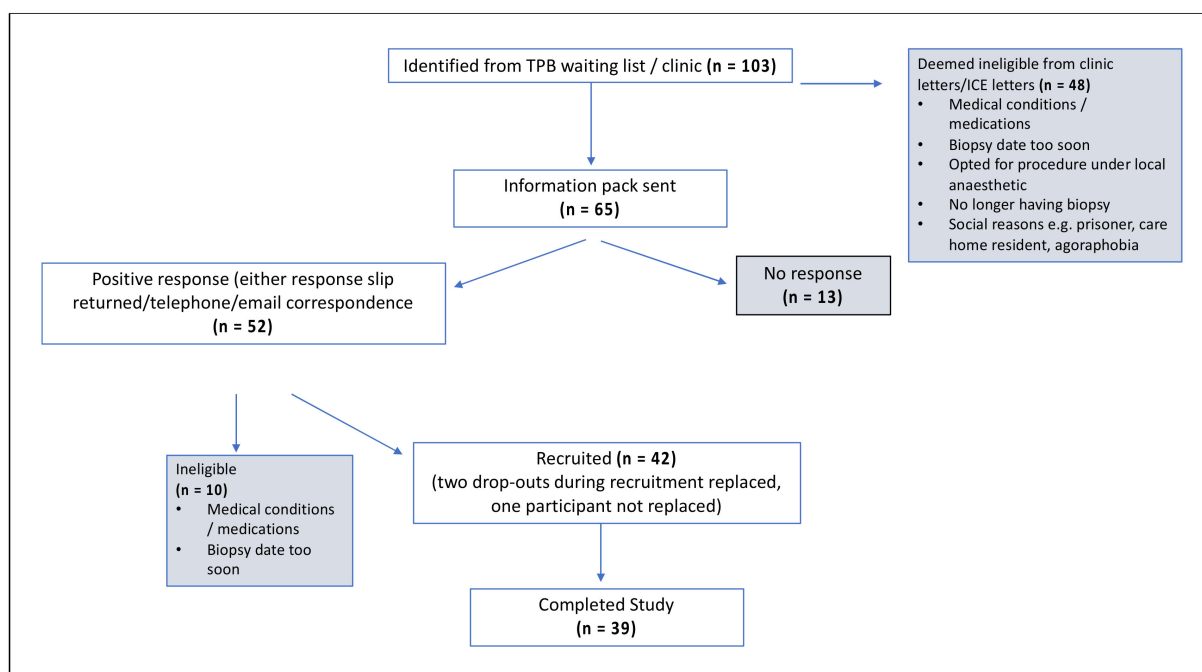 Identified from TPB waiting list / clinic (n = 103)
Deemed ineligible from clinic
letters/ICE letters (n = 48)
• Medical conditions /
medications
• Biopsy date too soon
• Opted for procedure under local
anaesthetic
• No longer having biopsy
• Social reasons e.g. prisoner, care
home resident, agoraphobia
Information pack sent
(n = 65)
Positive response (either response slip
returned/telephone/email correspondence
(n = 52)
No response
(n = 13)
Ineligible
(n = 10)
• Medical conditions
/ medications
• Biopsy date too
soon
Recruited (n = 42)
(two drop-outs during recruitment replaced,
one participant not replaced)
Completed Study
(n = 39)